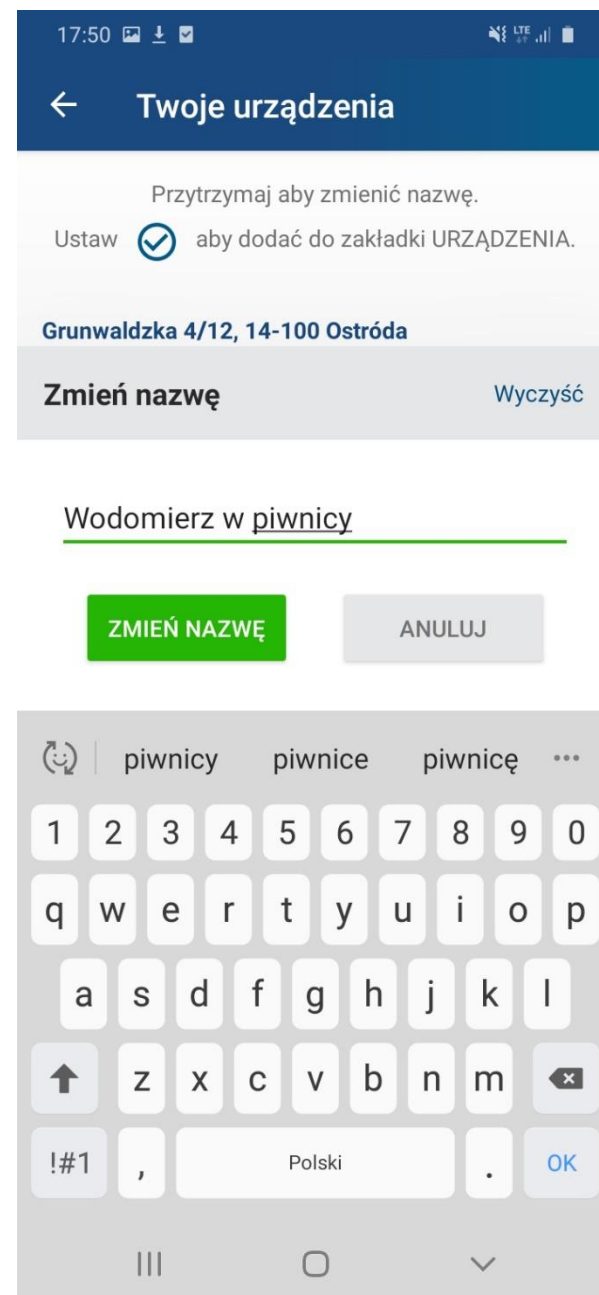 17:50 LTE
Twoje urządzenia
Przytrzymaj aby zmienić nazwę.
Ustaw aby dodać do zakładki URZĄDZENIA.
Grunwaldzka 4/12, 14-100 Ostróda
Zmień nazwę Wyczyść
Wodomierz w piwnicy
ZMIEŃ NAZWĘ ANULUJ
piwnicy piwnice piwnicę ...
1 2 3 4 5 6 7 8 9 0
q w e r t y u i o p
a s d f g h j k l
z x c v b n m
!#1 , Polski . OK